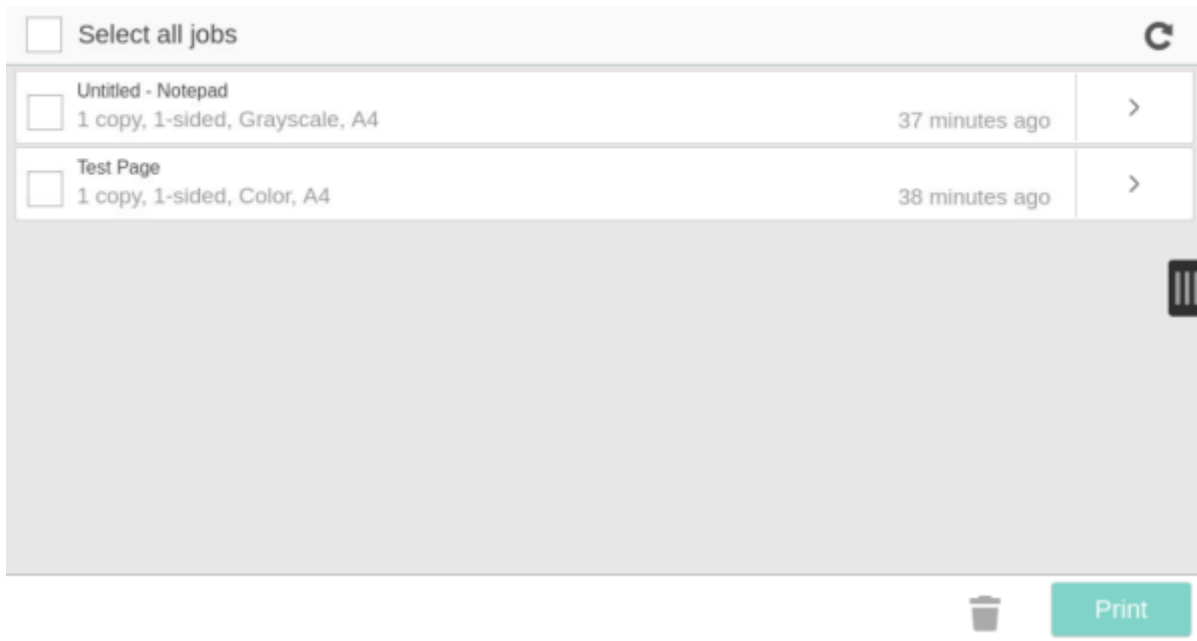 Select all jobs
Untitled - Notepad
1 copy, 1-sided, Grayscale, A4
37 minutes ago
Test Page
1 copy, 1-sided, Color, A4
38 minutes ago
Print